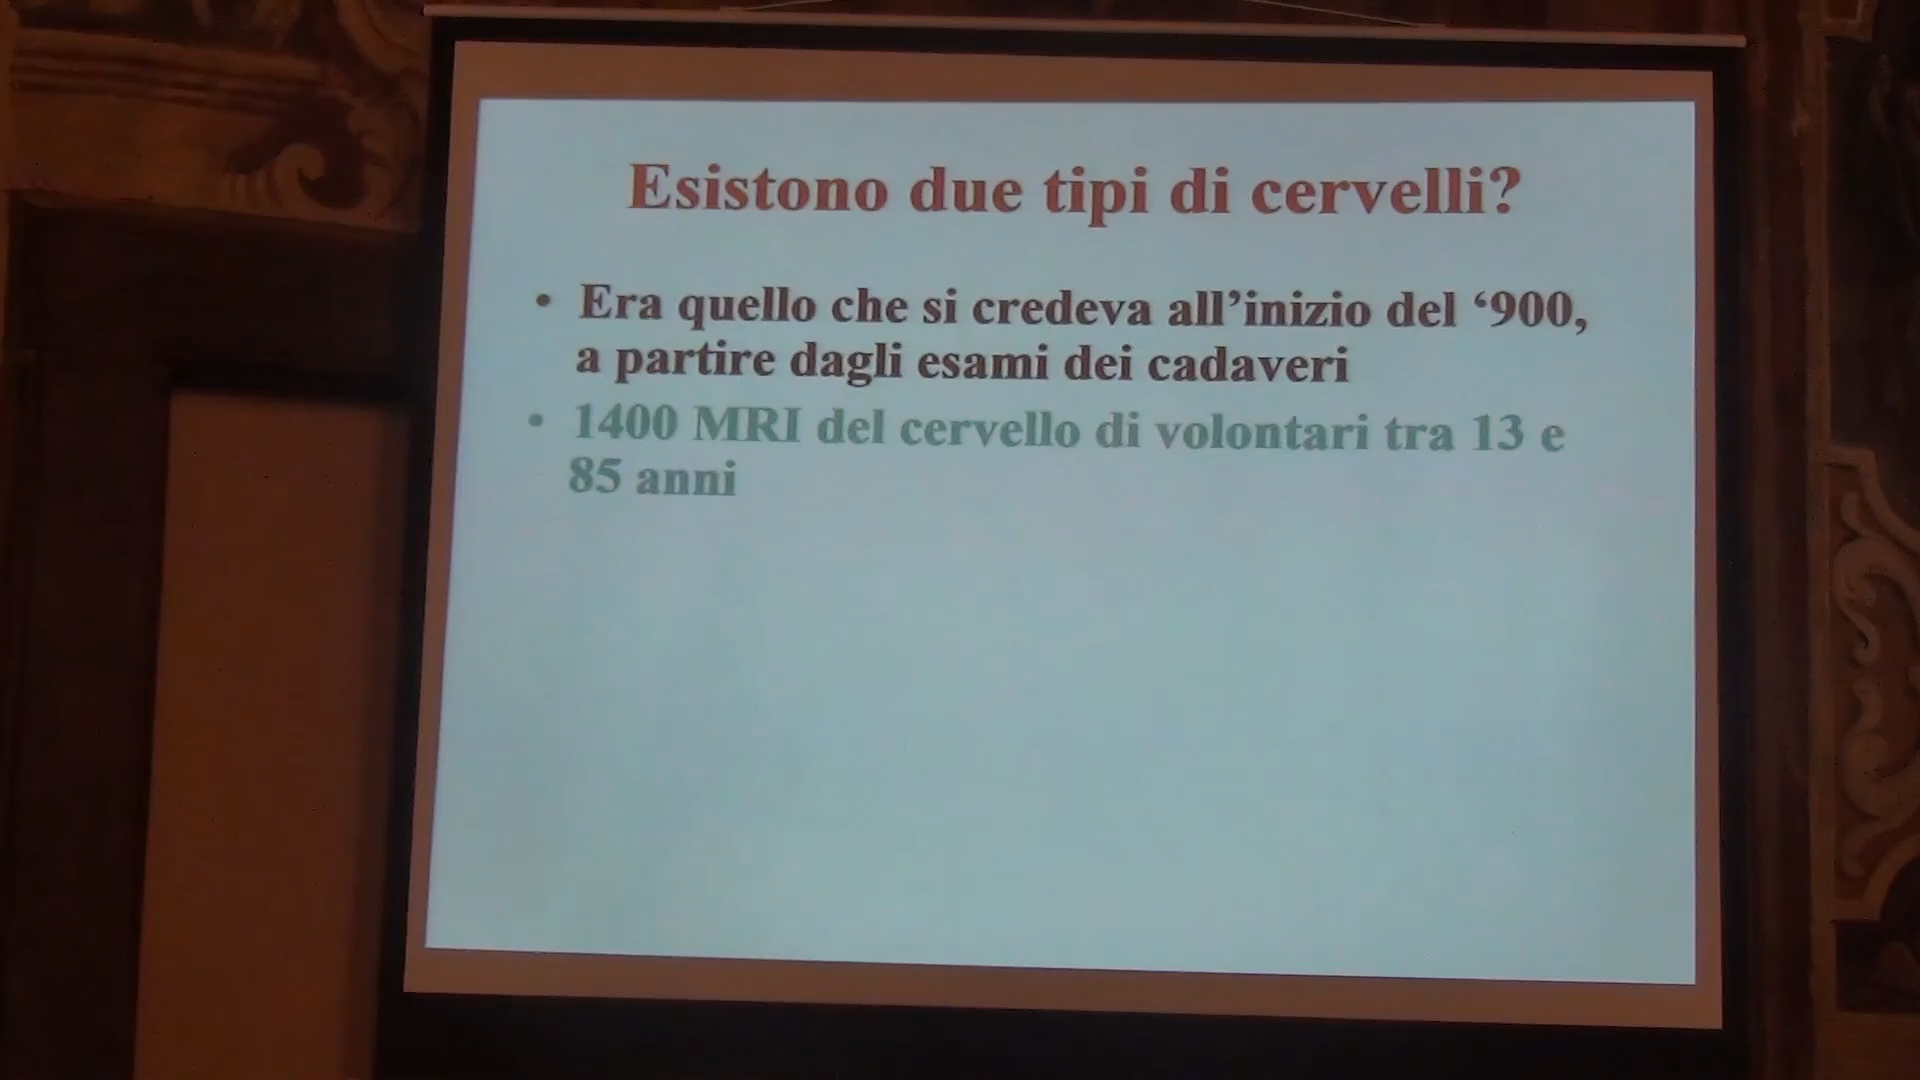 Esistono due tipi di cervelli?
• Era quello che si credeva all’inizio del ‘900,
a partire dagli esami dei cadaveri
• 1400 MRI del cervello di volontari tra 13 e
85 anni